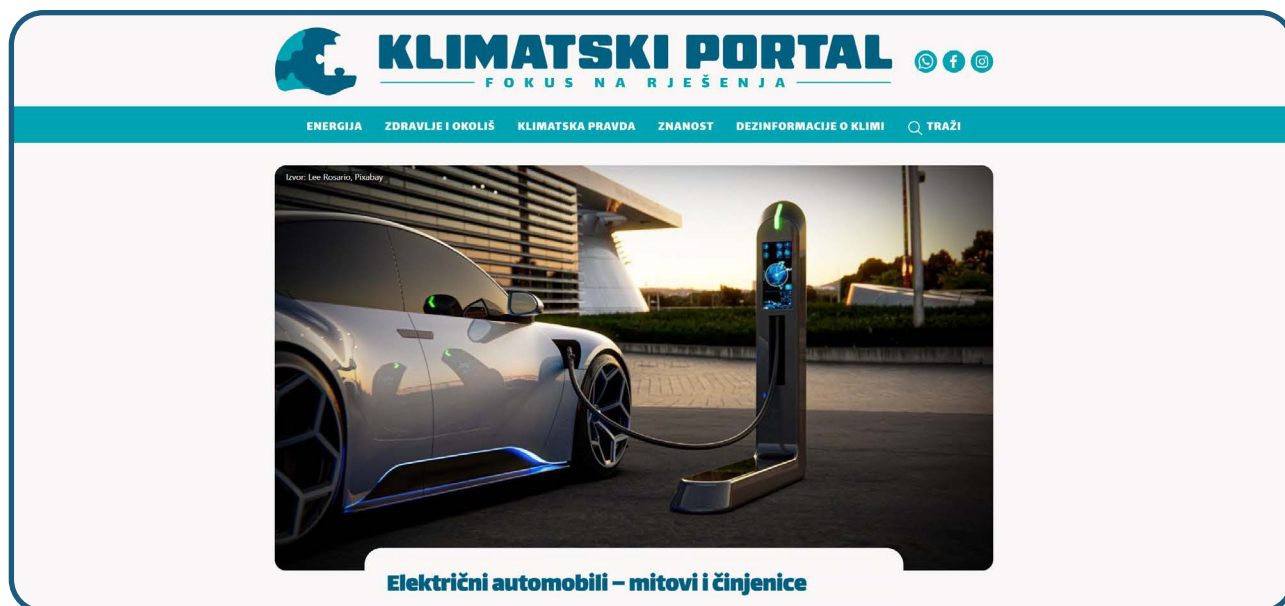 KLIMATSKI PORTAL
FOKUS NA RJEŠENJA
ENERGIJA ZDRAVLJE I OKOLIŠ KLIMATSKA PRAVDA ZNANOST DEZINFORMACIJE O KLIMI TRAŽI
Izvor: Lee Rosario, Pixabay
Električni automobili – mitovi i činjenice